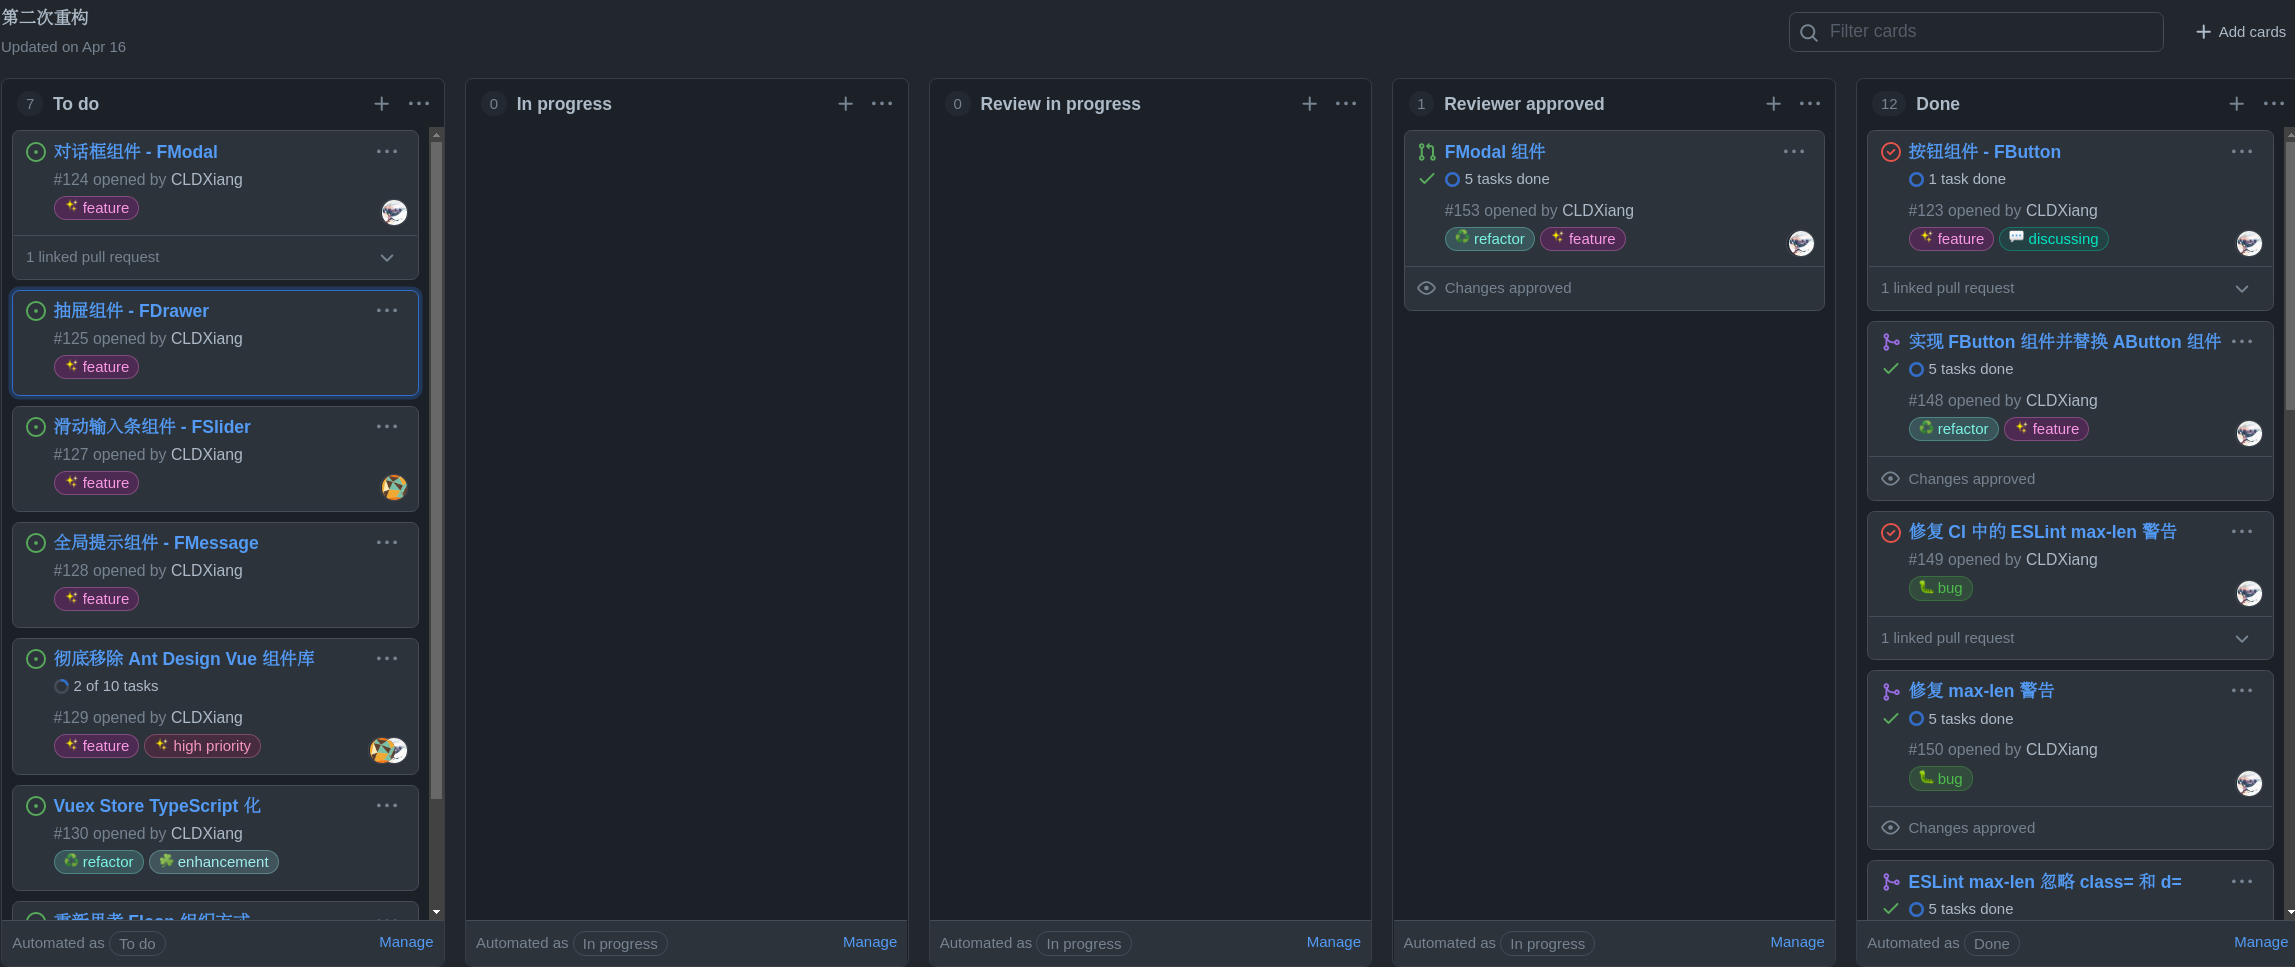 第二次重构
Updated on Apr 16
Filter cards
Add cards
7 To do
对话框组件 - FModal
#124 opened by CLDXiang
feature
1 linked pull request
抽屉组件 - FDrawer
#125 opened by CLDXiang
feature
滑动输入条组件 - FSlider
#127 opened by CLDXiang
feature
全局提示组件 - FMessage
#128 opened by CLDXiang
feature
彻底移除 Ant Design Vue 组件库
2 of 10 tasks
#129 opened by CLDXiang
feature high priority
Vuex Store TypeScript 化
#130 opened by CLDXiang
refactor enhancement
Automated as To do Manage
0 In progress
Automated as In progress Manage
0 Review in progress
Automated as In progress Manage
1 Reviewer approved
FModal 组件
5 tasks done
#153 opened by CLDXiang
refactor feature
Changes approved
Automated as In progress Manage
12 Done
按钮组件 - FButton
1 task done
#123 opened by CLDXiang
feature discussing
1 linked pull request
实现 FButton 组件并替换 AButton 组件
5 tasks done
#148 opened by CLDXiang
refactor feature
Changes approved
修复 CI 中的 ESLint max-len 警告
#149 opened by CLDXiang
bug
1 linked pull request
修复 max-len 警告
5 tasks done
#150 opened by CLDXiang
bug
Changes approved
ESLint max-len 忽略 class= 和 d=
5 tasks done
Automated as Done Manage